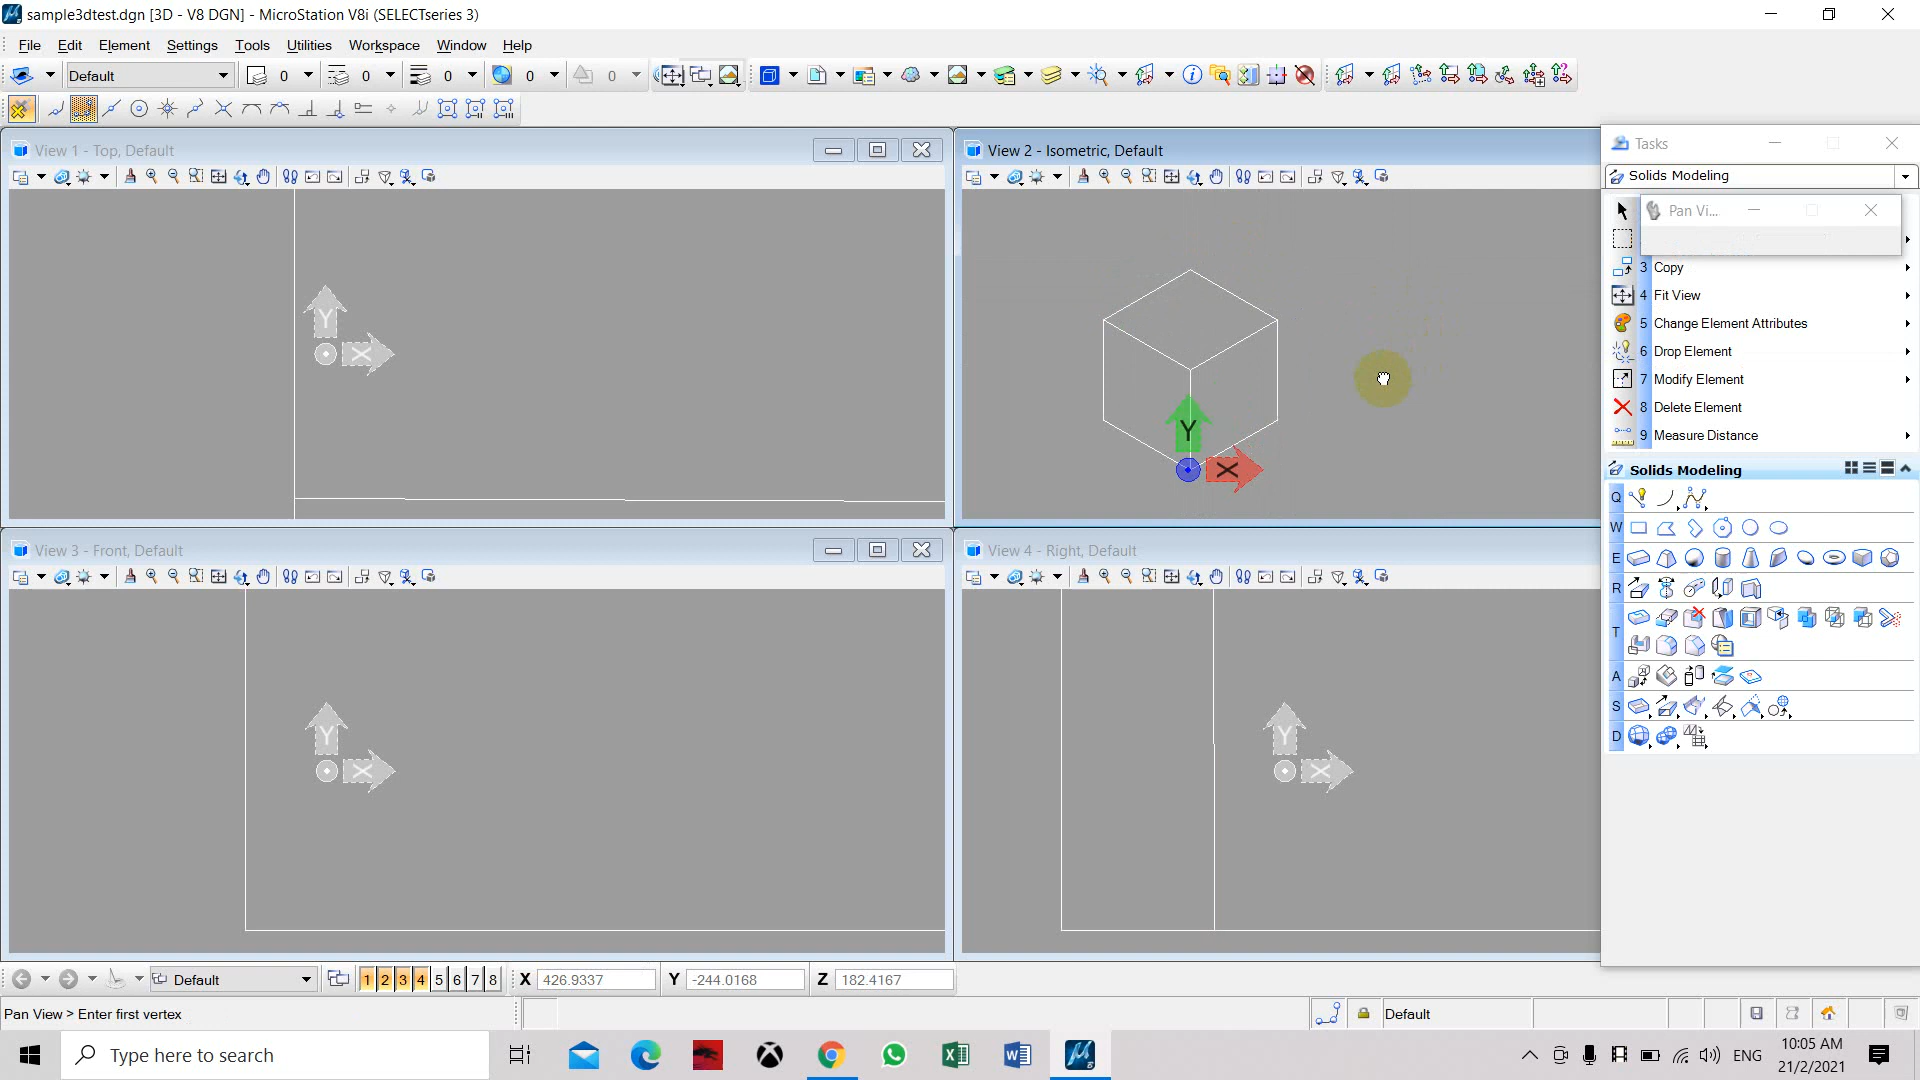 sample3dtest.dgn [3D - V8 DGN] - MicroStation V8i (SELECTseries 3)
File Edit Element Settings Tools Utilities Workspace Window Help
Default 0 0 0 0 0
View 1 - Top, Default
Y
X
View 2 - Isometric, Default
Y
X
View 3 - Front, Default
Y
X
View 4 - Right, Default
Y
X
Tasks
Solids Modeling
Pan Vi...
3 Copy
4 Fit View
5 Change Element Attributes
6 Drop Element
7 Modify Element
8 Delete Element
9 Measure Distance
Solids Modeling
Q
W
E
R
T
A
S
D
Default 1 2 3 4 5 6 7 8 X 426.9337 Y -244.0168 Z 182.4167
Pan View > Enter first vertex Default
Type here to search ENG 10:05 AM
21/2/2021